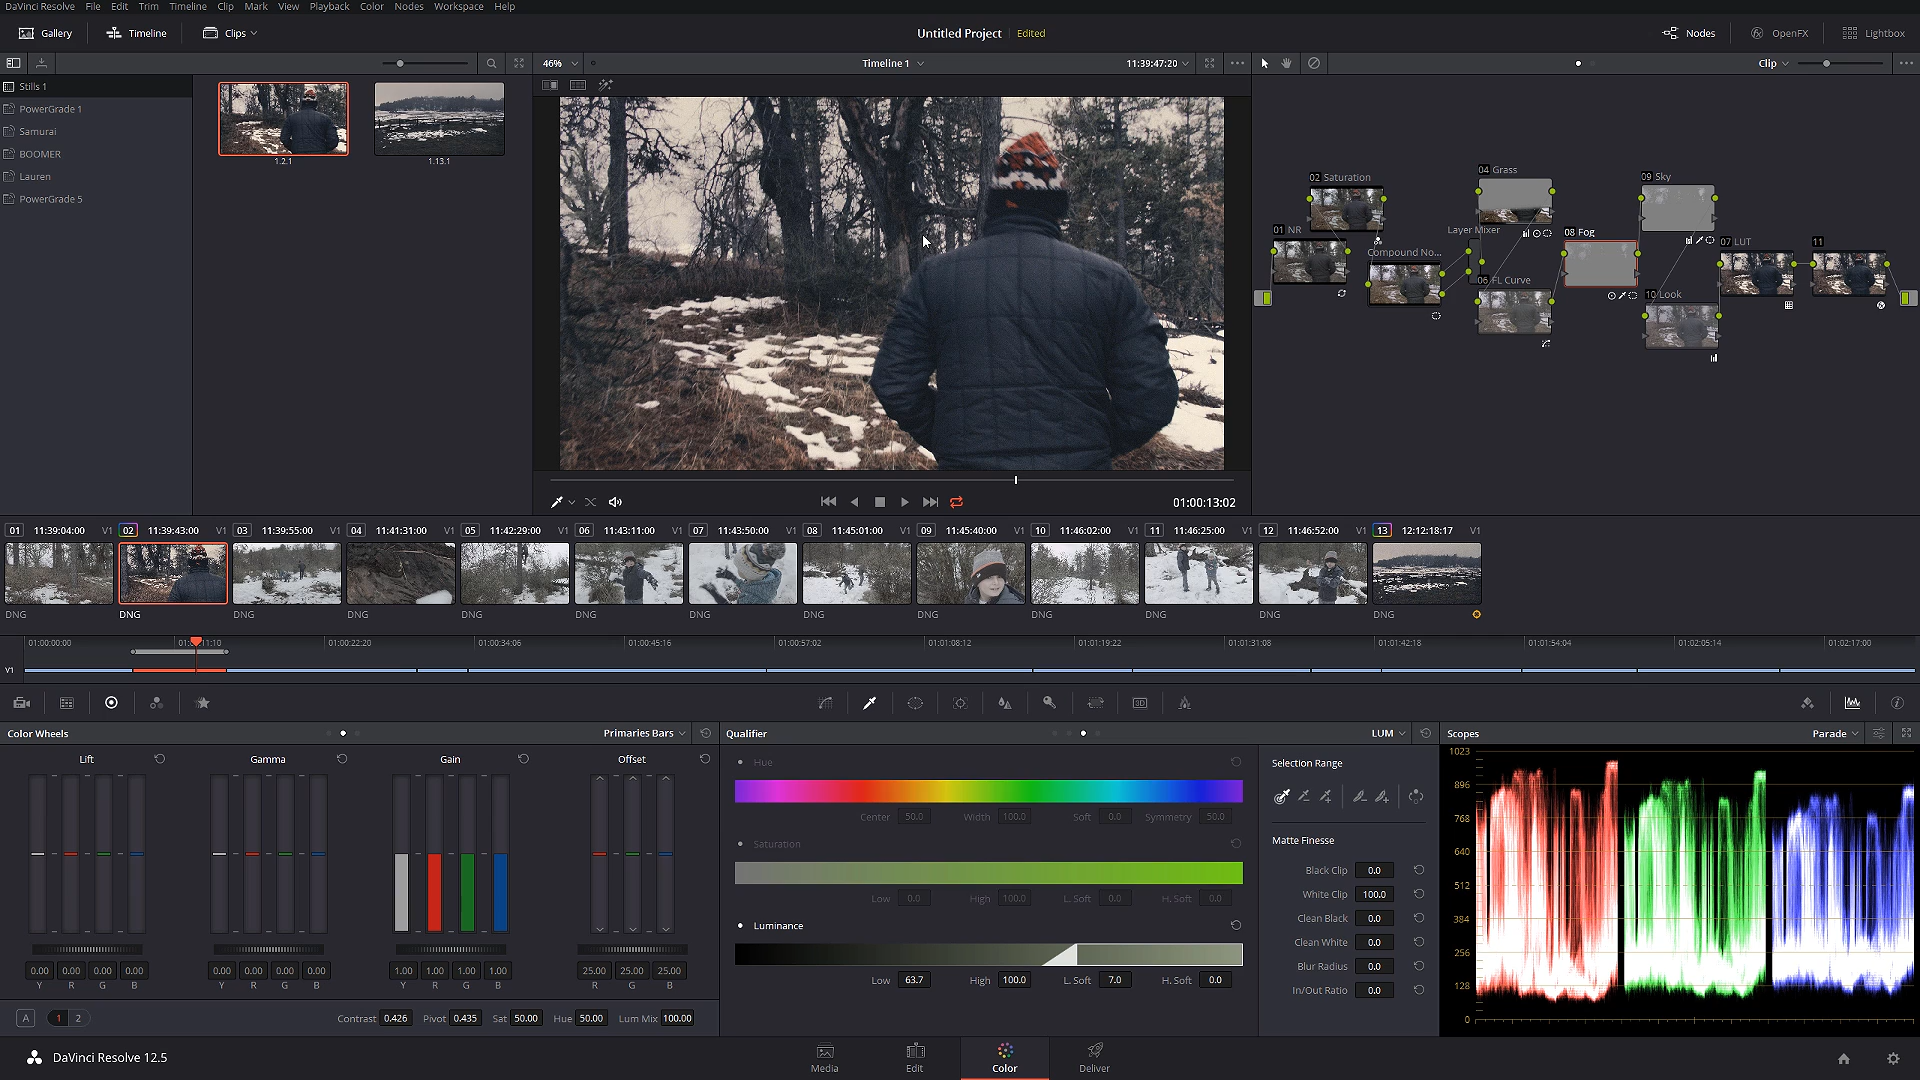 DaVinci Resolve File Edit Trim Timeline Clip Mark View Playback Color Nodes Workspace Help
Gallery Timeline Clips Untitled Project Edited Nodes OpenFX Lightbox
46% Timeline 1 11:39:47:20 Clip
Stills 1
PowerGrade 1
Samurai
BOOMER
Lauren
PowerGrade 5
1.2.1 1.13.1
04 Grass 09 Sky
02 Saturation
01 NR Layer Mixer 08 Fog
07 LUT 11
Compound No...
06 FL Curve
10 Look
01:00:13:02
01 11:39:04:00 V1 02 11:39:43:00 V1 03 11:39:55:00 V1 04 11:41:31:00 V1 05 11:42:29:00 V1 06 11:43:11:00 V1 07 11:43:50:00 V1 08 11:45:01:00 V1 09 11:45:40:00 V1 10 11:46:02:00 V1 11 11:46:25:00 V1 12 11:46:52:00 V1 13 12:12:18:17 V1
DNG DNG DNG DNG DNG DNG DNG DNG DNG DNG DNG DNG DNG
01:00:00:00 01:00:22:20 01:00:34:06 01:00:45:16 01:00:57:02 01:01:08:12 01:01:19:22 01:01:31:08 01:01:42:18 01:01:54:04 01:02:05:14 01:02:17:00
V1
3D
Color Wheels Primaries Bars Qualifier LUM Scopes Parade
Lift Gamma Gain Offset
Hue
Center 50.0 Width 100.0 Soft 0.0 Symmetry 50.0
Saturation
Low 0.0 High 100.0 L. Soft 0.0 H. Soft 0.0
Luminance
Low 63.7 High 100.0 L. Soft 7.0 H. Soft 0.0
Selection Range
Matte Finesse
Black Clip 0.0
White Clip 100.0
Clean Black 0.0
Clean White 0.0
Blur Radius 0.0
In/Out Ratio 0.0
1023
896
768
640
512
384
256
128
0
0.00 0.00 0.00 0.00 0.00 0.00 0.00 0.00 1.00 1.00 1.00 1.00 25.00 25.00 25.00
Y R G B Y R G B Y R G B R G B
A 1 2 Contrast 0.426 Pivot 0.435 Sat 50.00 Hue 50.00 Lum Mix 100.00
DaVinci Resolve 12.5 Media Edit Color Deliver